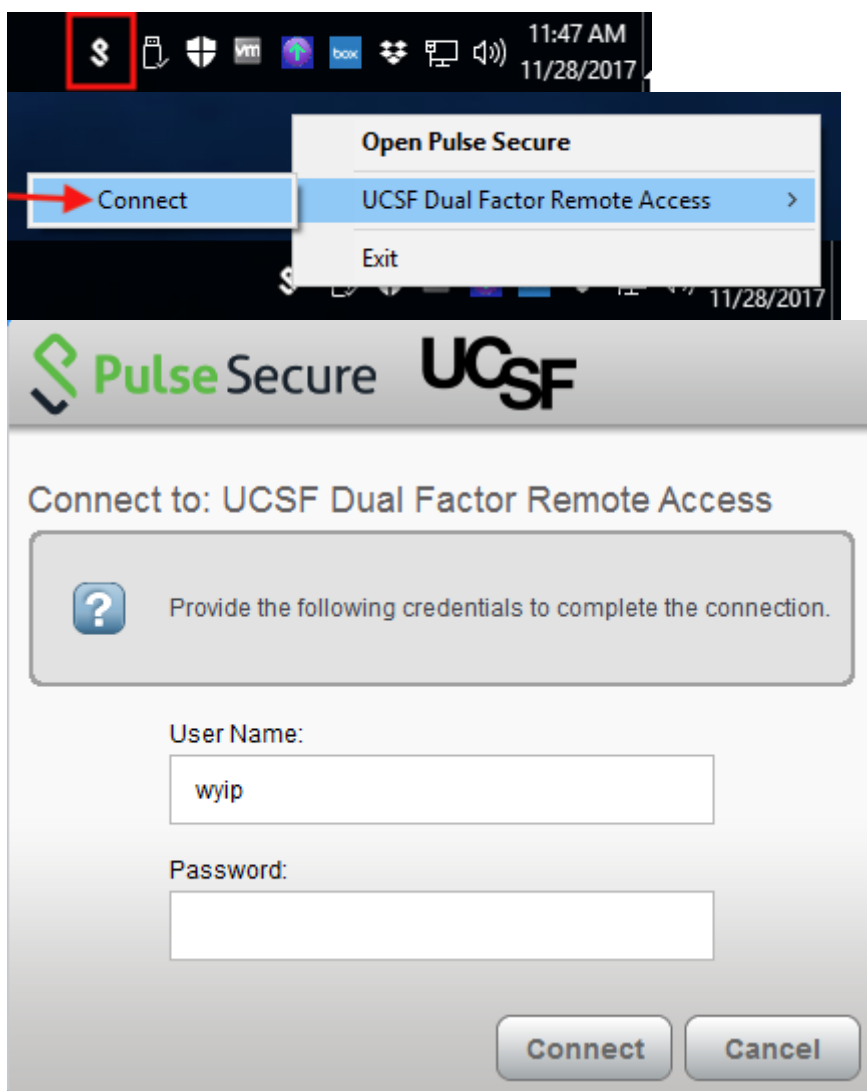 vm
box
11:47 AM
11/28/2017
Open Pulse Secure
Connect
UCSF Dual Factor Remote Access
Exit
11/28/2017
Pulse Secure UCSF
Connect to: UCSF Dual Factor Remote Access
?
Provide the following credentials to complete the connection.
User Name:
wyip
Password:
Connect Cancel